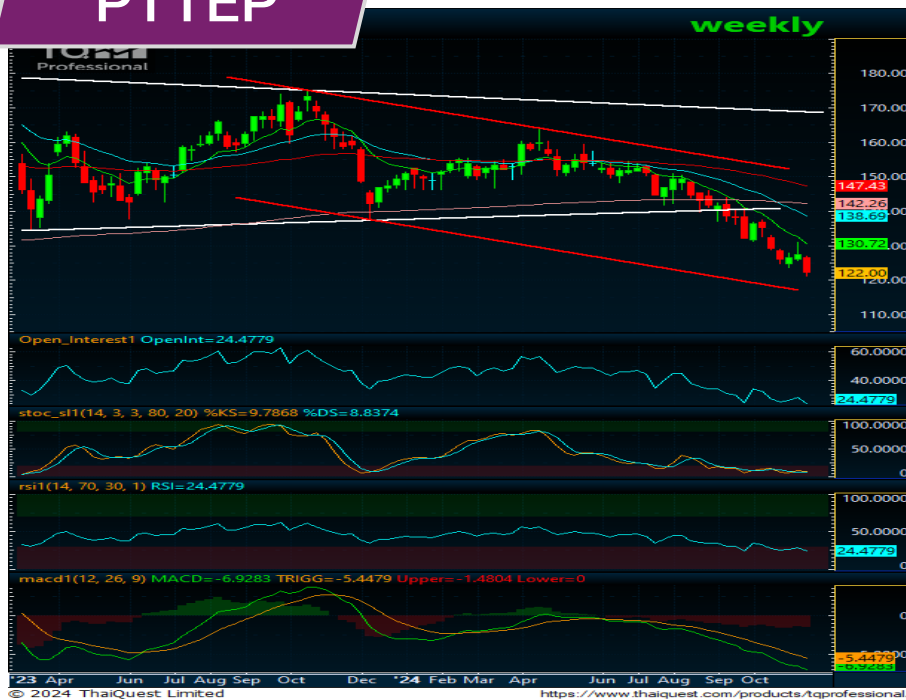 PTTEP
weekly
Professional
180.00
170.00
160.00
150.00
147.43
142.26
138.69
130.72
122.00
120.00
110.00
Open_Interest1 OpenInt=24.4779
60.0000
40.0000
24.4779
stoc_sl1(14, 3, 3, 80, 20) %KS=9.7868 %DS=8.8374
100.0000
50.0000
0
rsi1(14, 70, 30, 1) RSI=24.4779
100.0000
50.0000
24.4779
0
macd1(12, 26, 9) MACD=-6.9283 TRIGG=-5.4479 Upper=-1.4804 Lower=0
0
-5.4479
-6.9283
'23 Apr Jun Jul Aug Sep Oct Dec '24 Feb Mar Apr Jun Jul Aug Sep Oct
© 2024 ThaiQuest Limited https://www.thaiquest.com/products/tqprofessional